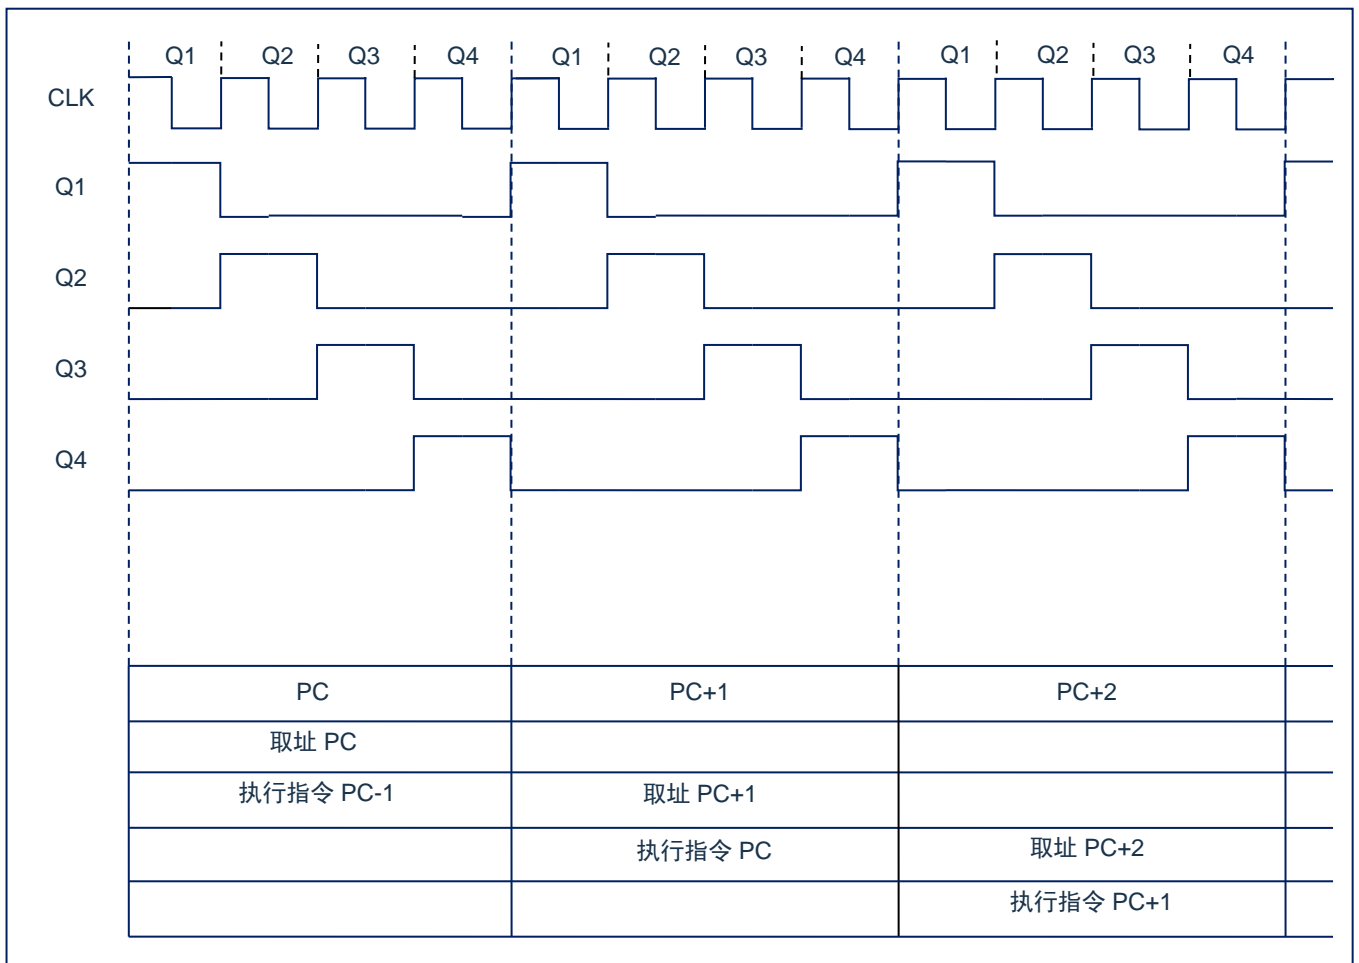 Q1 Q2 Q3 Q4 Q1 Q2 Q3 Q4 Q1 Q2 Q3 Q4
CLK
Q1
Q2
Q3
Q4
PC PC+1 PC+2
取址 PC
执行指令 PC-1 取址 PC+1
执行指令 PC 取址 PC+2
执行指令 PC+1